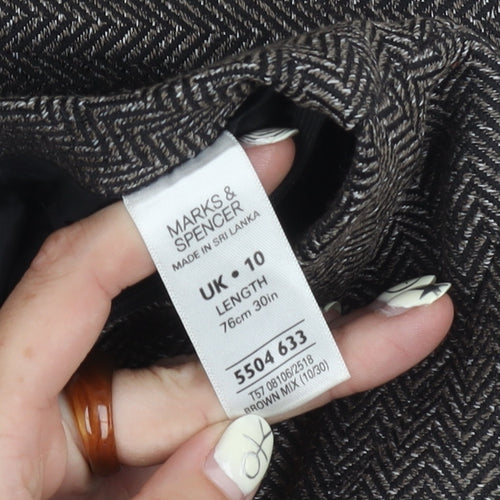 MARKS &
SPENCER
MADE IN SRI LANKA
UK • 10
LENGTH
76cm 30in
5504 633
T57 08106/2518
BROWN MIX (10/30)